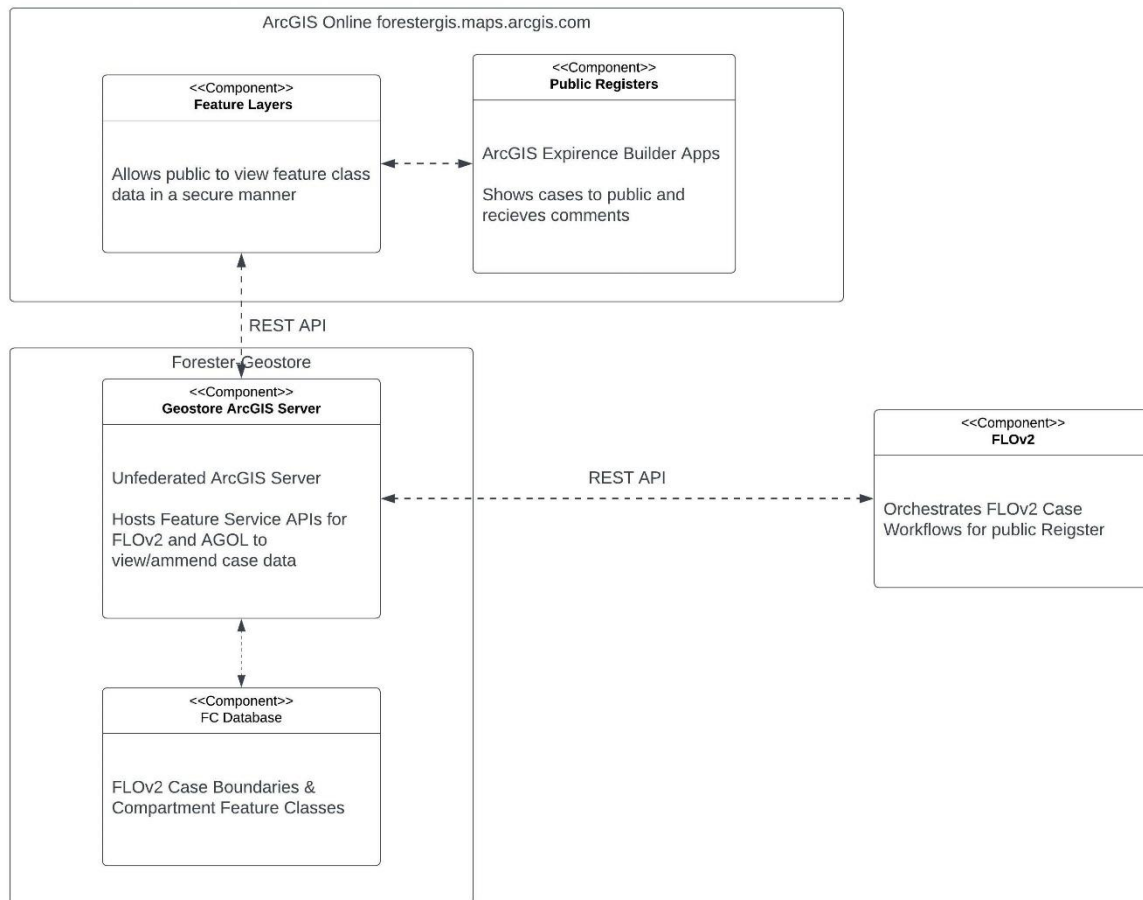 ArcGIS Online forestergis.maps.arcgis.com
<<Component>>
Feature Layers
Allows public to view feature class
data in a secure manner
<<Component>>
Public Registers
ArcGIS Expirence Builder Apps
Shows cases to public and
recieves comments
REST API
Forester-Geostore
<<Component>>
Geostore ArcGIS Server
Unfederated ArcGIS Server
Hosts Feature Service APIs for
FLOv2 and AGOL to
view/ammend case data
REST API
<<Component>>
FLOv2
Orchestrates FLOv2 Case
Workflows for public Reigster
<<Component>>
FC Database
FLOv2 Case Boundaries &
Compartment Feature Classes